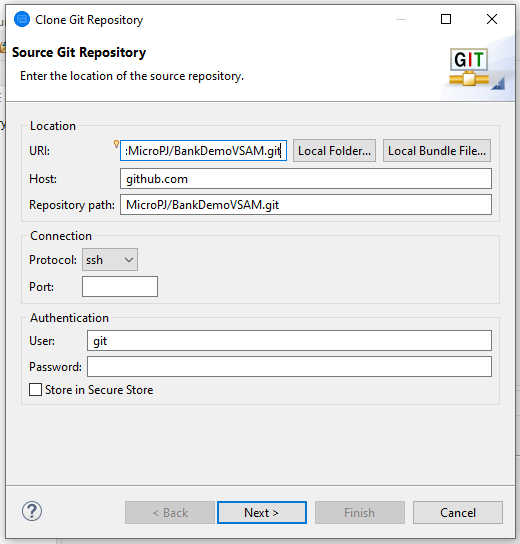 Clone Git Repository
Source Git Repository
Enter the location of the source repository.
GIT
Location
URI: :MicroPJ/BankDemoVSAM.git Local Folder... Local Bundle File...
Host: github.com
Repository path: MicroPJ/BankDemoVSAM.git
Connection
Protocol: ssh
Port:
Authentication
User: git
Password:
Store in Secure Store
? < Back Next > Finish Cancel